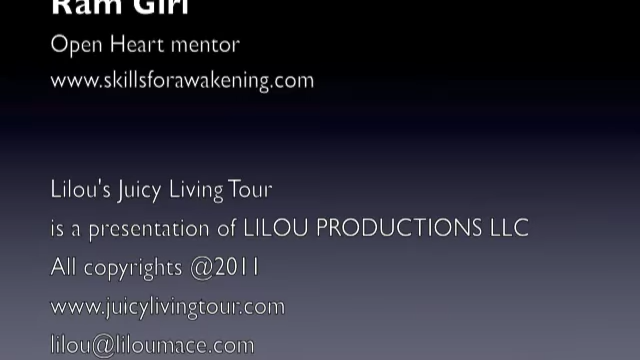 Ram Giri
Open Heart mentor
www.skillsforawakening.com
Lilou's Juicy Living Tour
is a presentation of LILOU PRODUCTIONS LLC
All copyrights @2011
www.juicylivingtour.com
lilou@liloumace.com